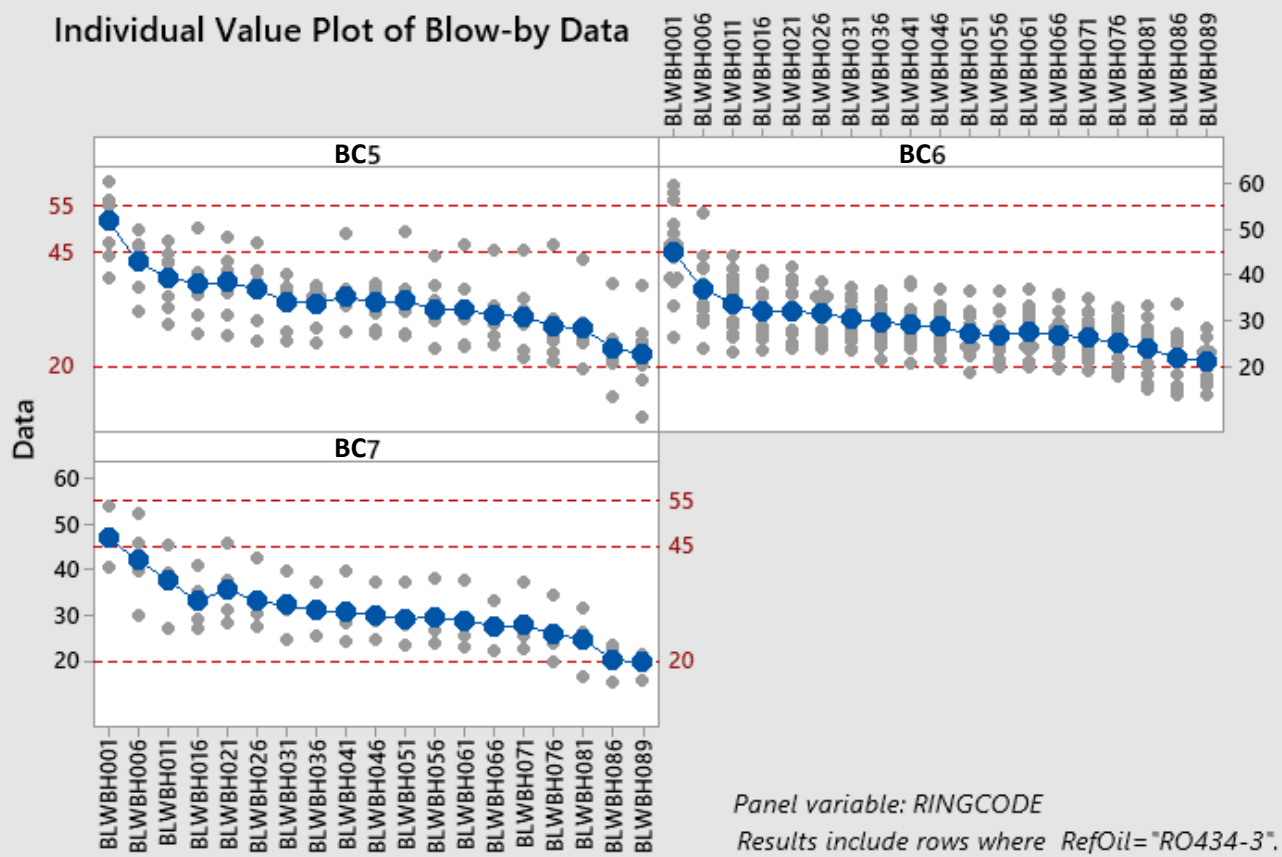 Individual Value Plot of Blow-by Data
BLWBH001
BLWBH006
BLWBH011
BLWBH016
BLWBH021
BLWBH026
BLWBH031
BLWBH036
BLWBH041
BLWBH046
BLWBH051
BLWBH056
BLWBH061
BLWBH066
BLWBH071
BLWBH076
BLWBH081
BLWBH086
BLWBH089
BC5
BC6
55
45
20
60
50
40
30
20
Data
BC7
60
50
40
30
20
55
45
20
BLWBH001
BLWBH006
BLWBH011
BLWBH016
BLWBH021
BLWBH026
BLWBH031
BLWBH036
BLWBH041
BLWBH046
BLWBH051
BLWBH056
BLWBH061
BLWBH066
BLWBH071
BLWBH076
BLWBH081
BLWBH086
BLWBH089
Panel variable: RINGCODE
Results include rows where RefOil="RO434-3".